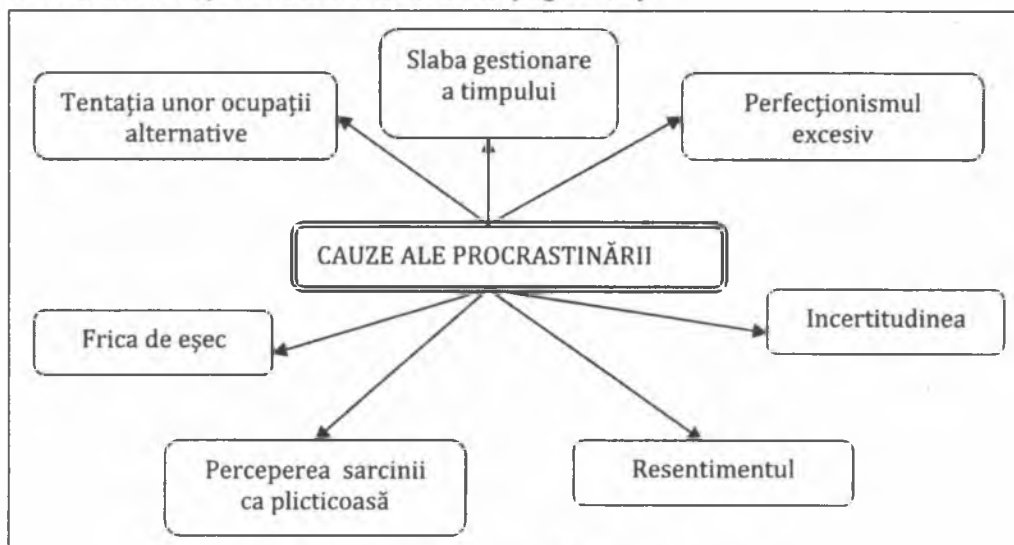 Slaba gestionare
a timpului
Tentația unor ocupații
alternative
Perfecționismul
excesiv
CAUZE ALE PROCRASTINĂRII
Frica de eșec
Incertitudinea
Perceperea sarcinii
ca plicticoasă
Resentimentul